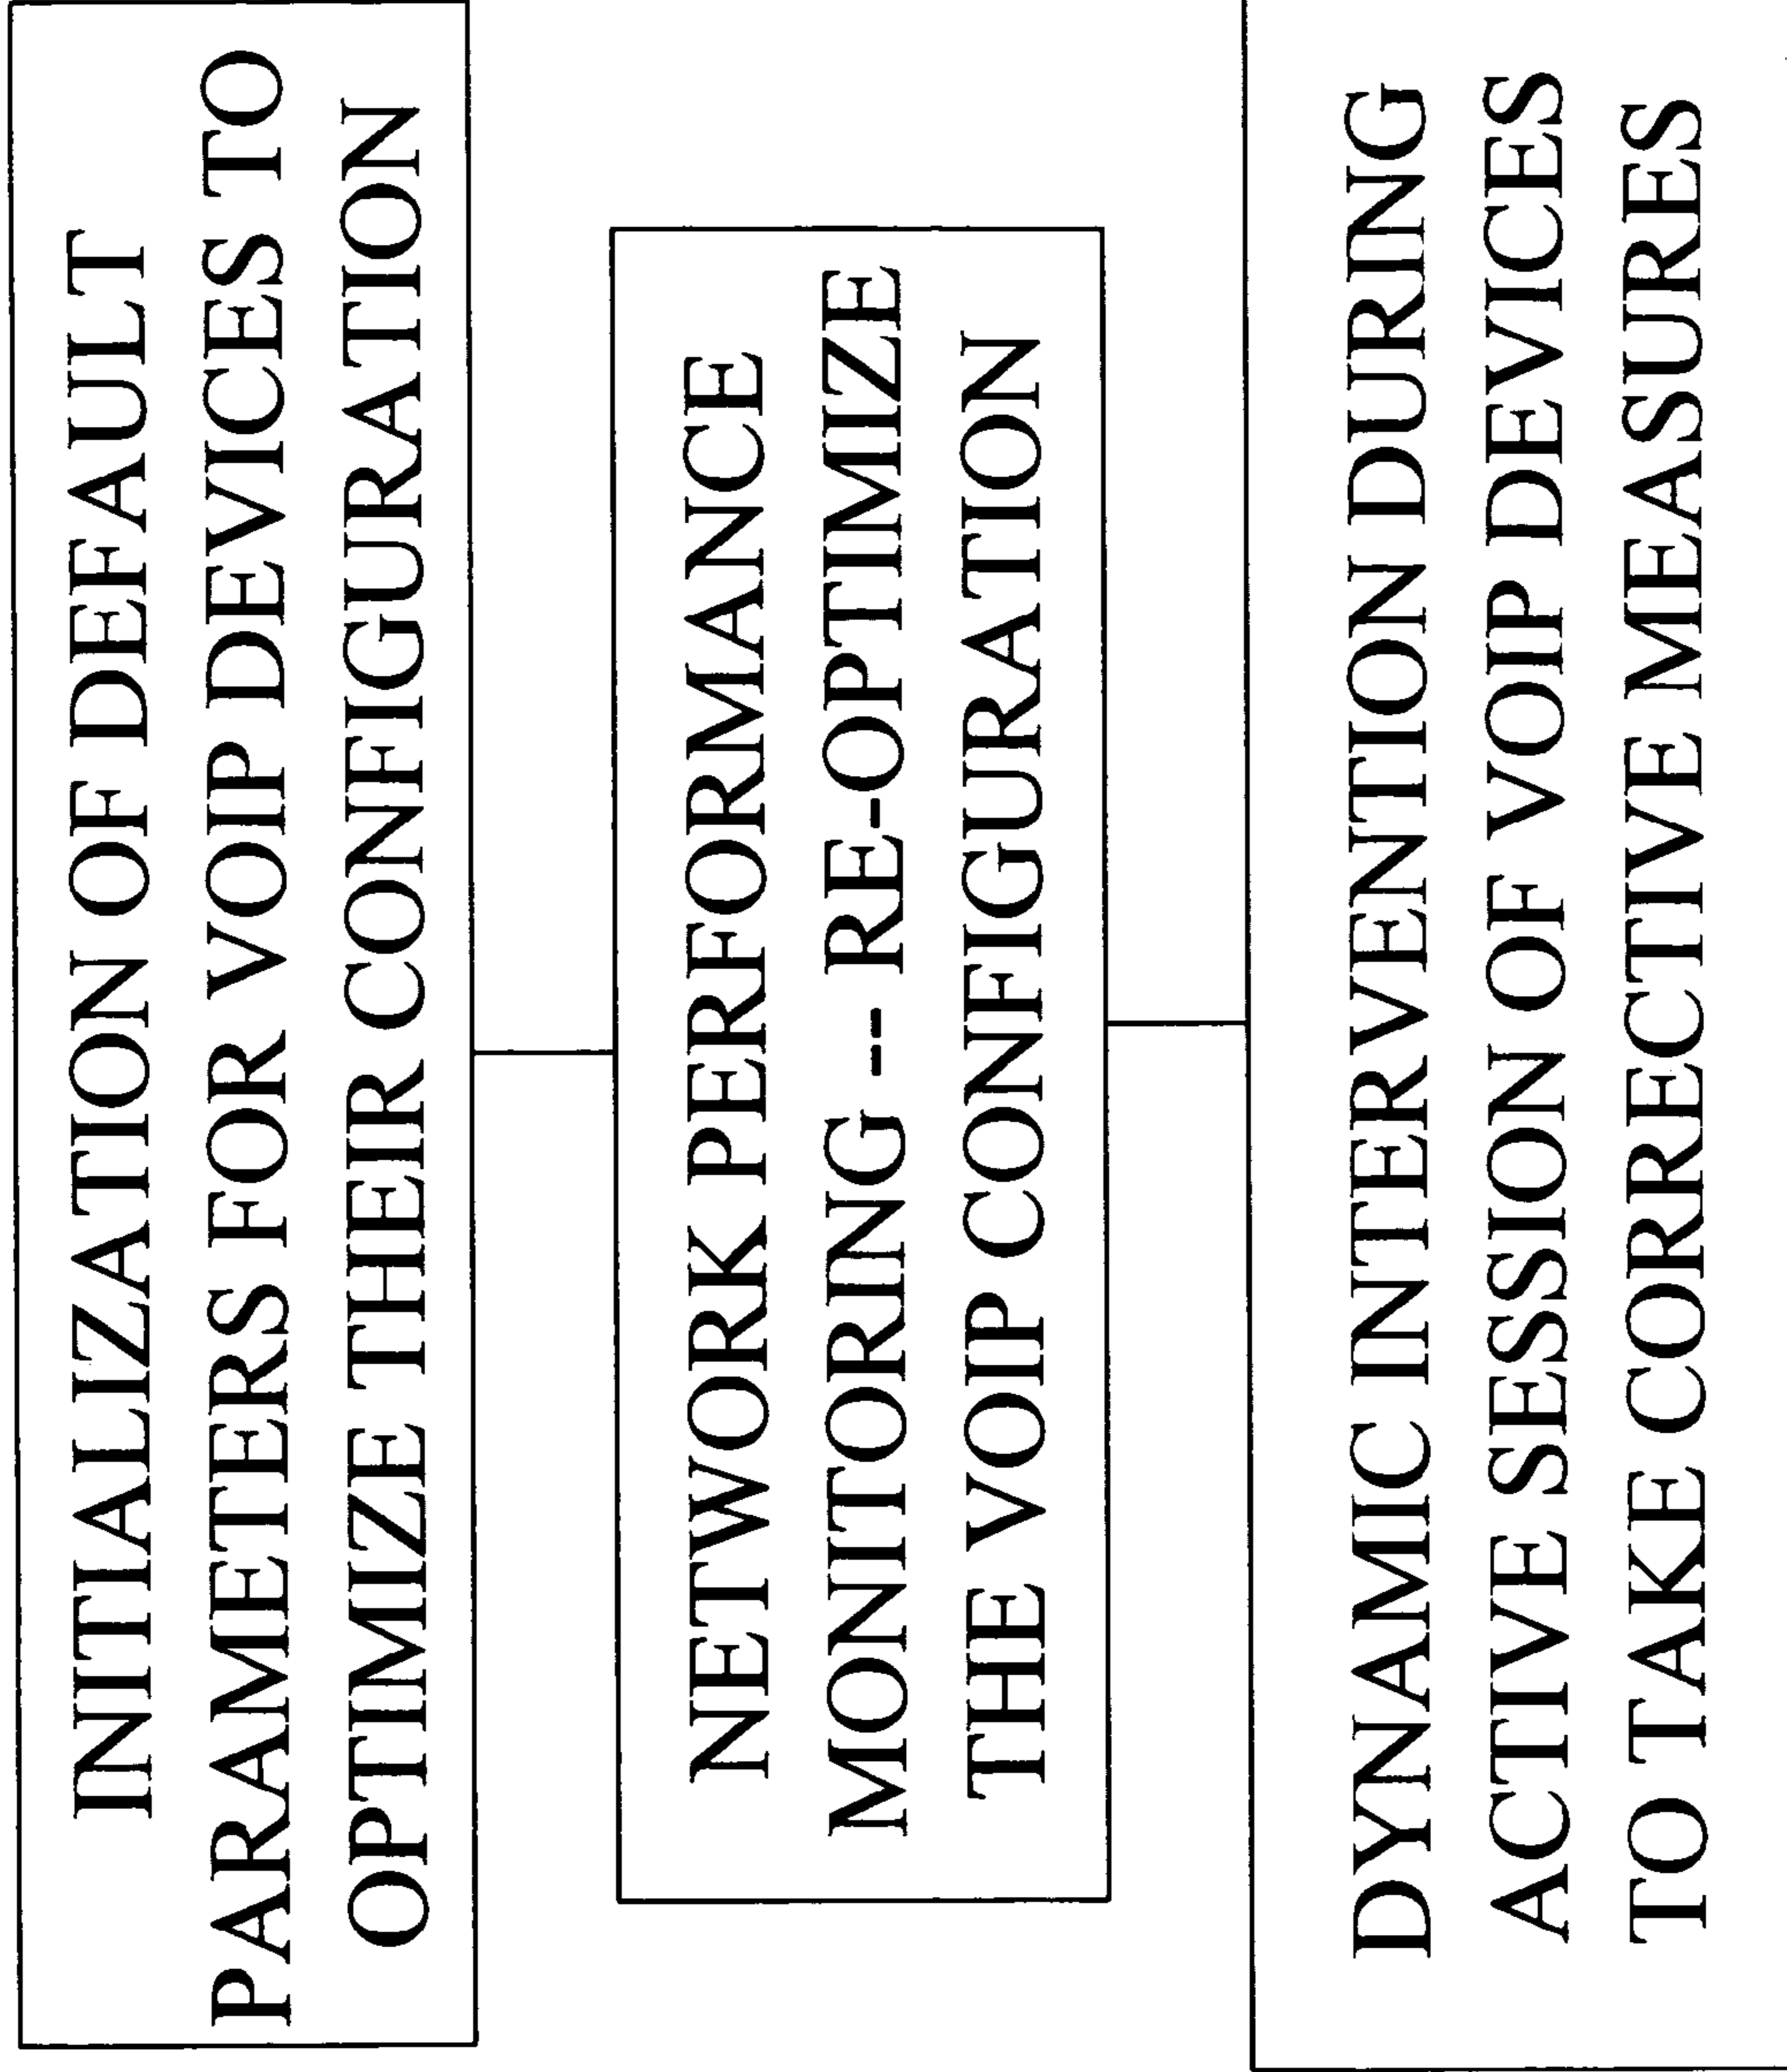 INITIALIZATION OF DEFAULT
PARAMETERS FOR VOIP DEVICES TO
OPTIMIZE THEIR CONFIGURATION
NETWORK PERFORMANCE
MONITORING -- RE-OPTIMIZE
THE VOIP CONFIGURATION
DYNAMIC INTERVENTION DURING
ACTIVE SESSION OF VOIP DEVICES
TO TAKE CORRECTIVE MEASURES